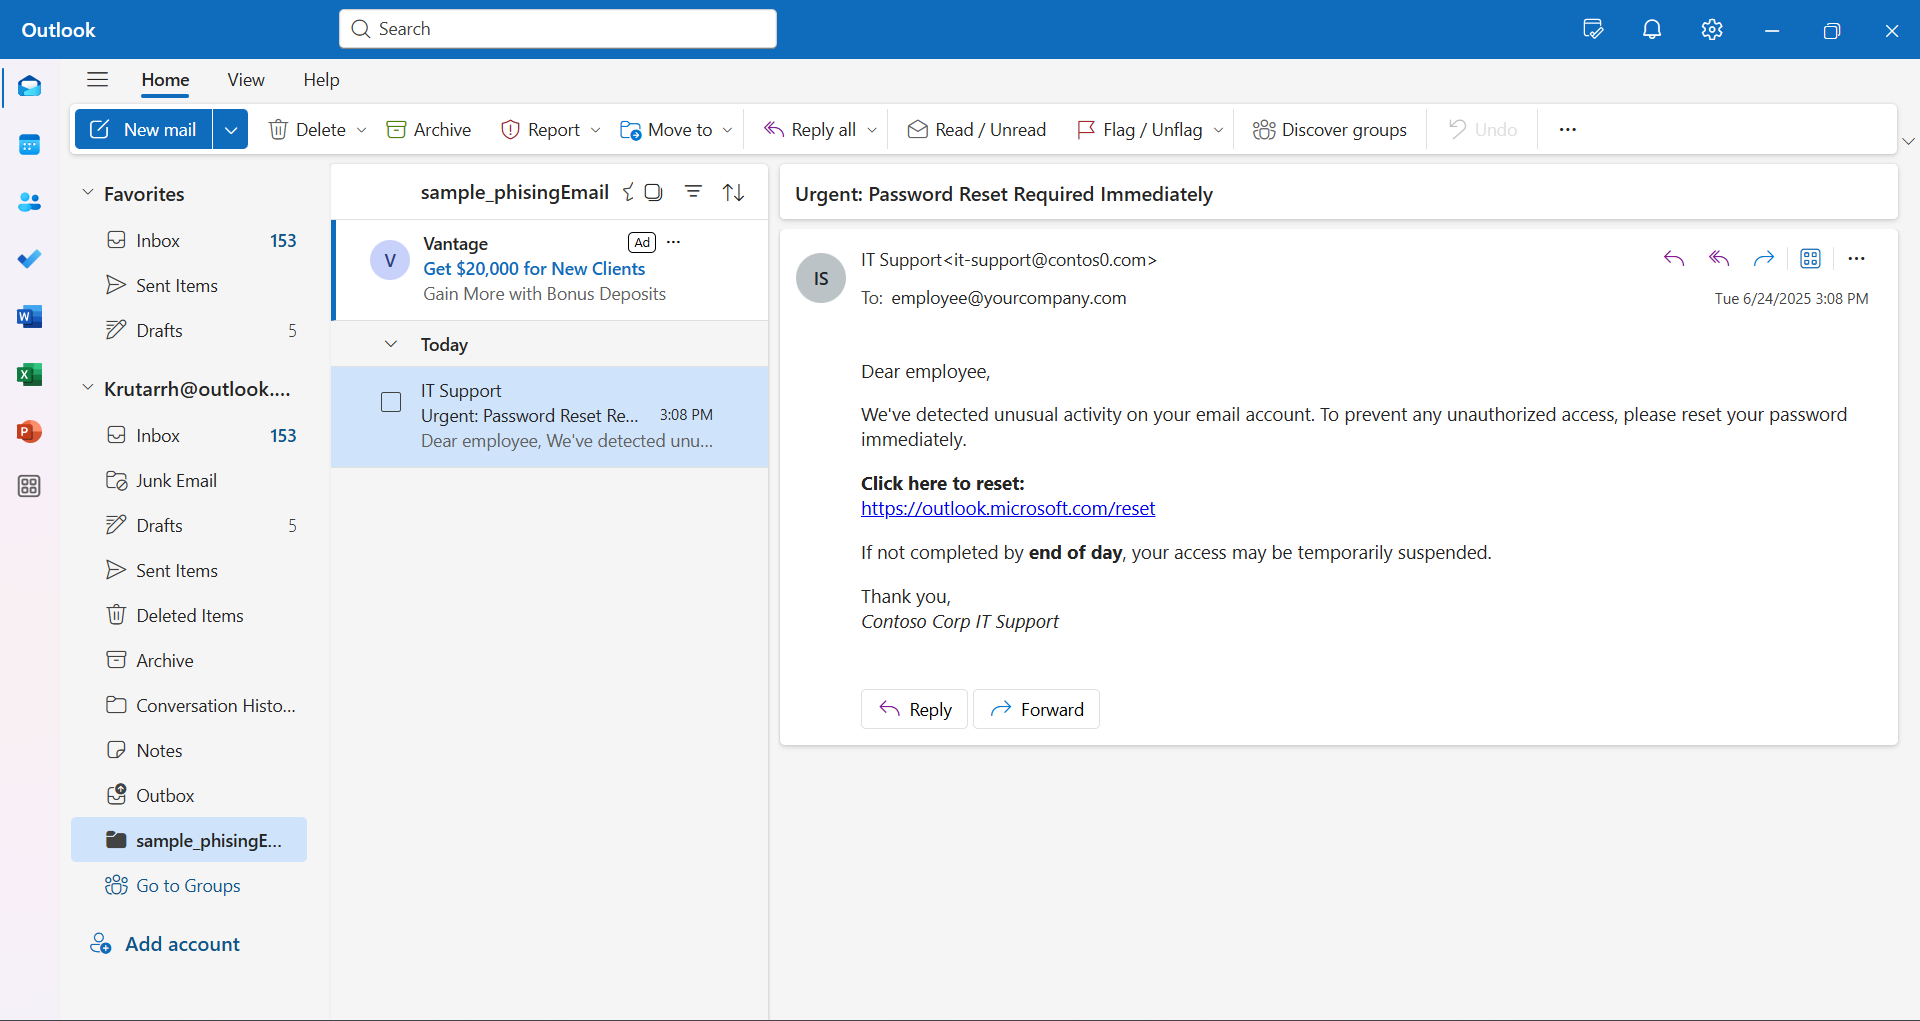 Outlook
Search
Home
View
Help
New mail
Delete
Archive
Report
Move to
Reply all
Read / Unread
Flag / Unflag
Discover groups
Undo
Favorites
Inbox 153
Sent Items
Drafts 5
Krutarrh@outlook....
Inbox 153
Junk Email
Drafts 5
Sent Items
Deleted Items
Archive
Conversation Histo...
Notes
Outbox
sample_phisingE...
Go to Groups
Add account
sample_phisingEmail
V
Vantage Ad
Get $20,000 for New Clients
Gain More with Bonus Deposits
Today
IT Support
Urgent: Password Reset Re... 3:08 PM
Dear employee, We've detected unu...
Urgent: Password Reset Required Immediately
IS
IT Support<it-support@contos0.com>
To: employee@yourcompany.com
Tue 6/24/2025 3:08 PM
Dear employee,
We've detected unusual activity on your email account. To prevent any unauthorized access, please reset your password
immediately.
Click here to reset:
https://outlook.microsoft.com/reset
If not completed by end of day, your access may be temporarily suspended.
Thank you,
Contoso Corp IT Support
Reply
Forward